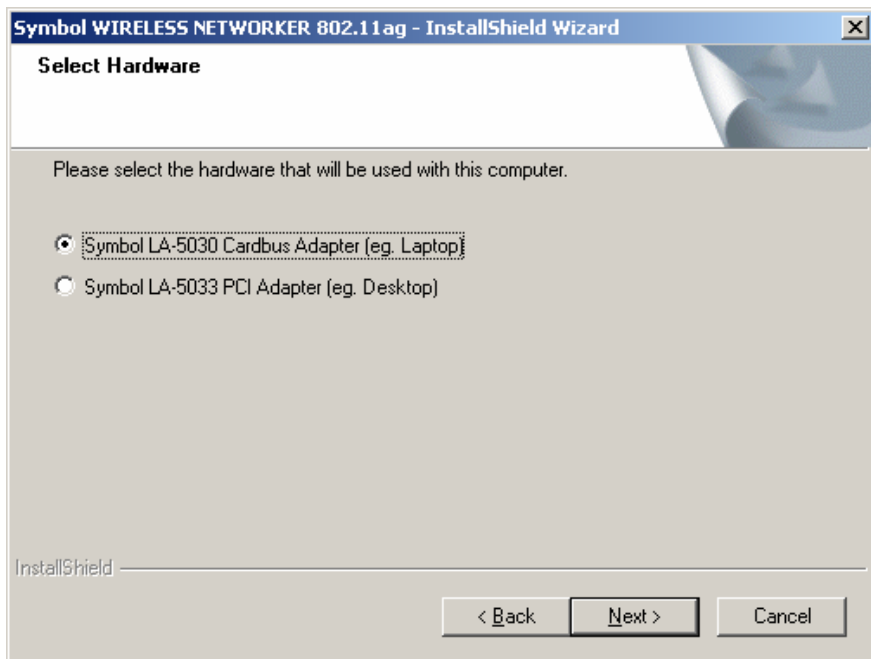 Symbol WIRELESS NETWORKER 802.11ag - InstallShield Wizard
Select Hardware
Please select the hardware that will be used with this computer.
Symbol LA-5030 Cardbus Adapter (eg. Laptop)
Symbol LA-5033 PCI Adapter (eg. Desktop)
InstallShield
< Back Next > Cancel